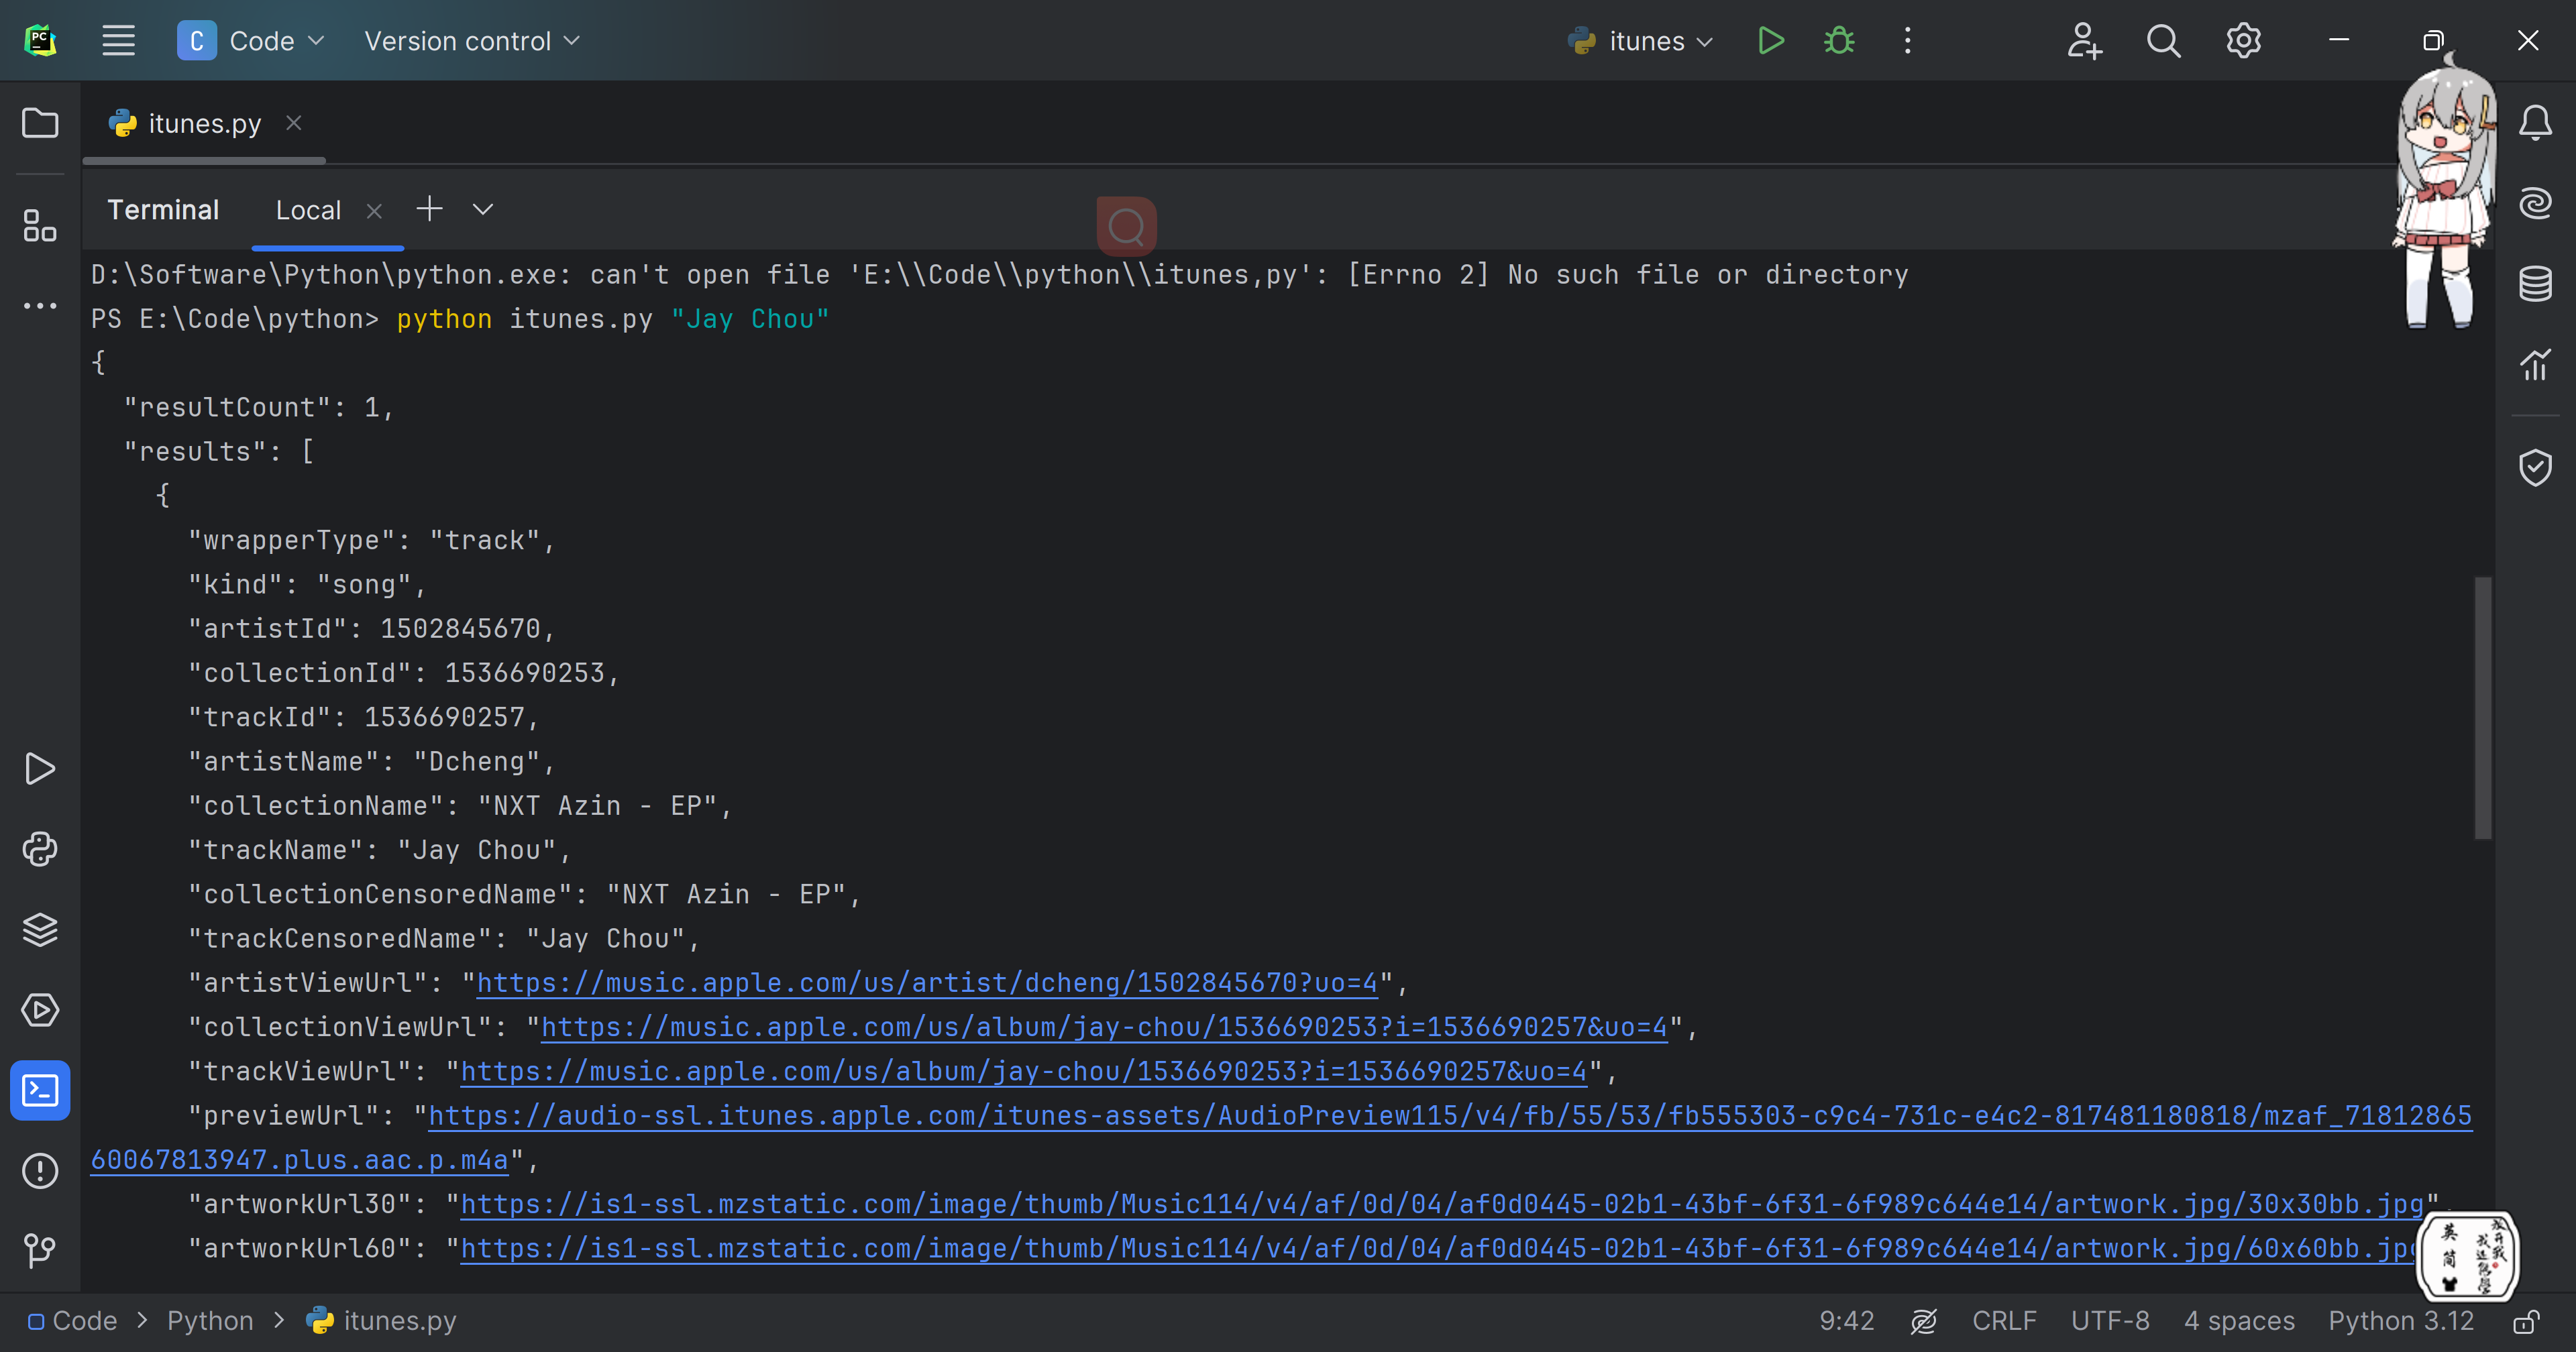 PC
C Code Version control itunes
itunes.py
Terminal Local
D:\Software\Python\python.exe: can't open file 'E:\\Code\\python\\itunes,py': [Errno 2] No such file or directory
PS E:\Code\python> python itunes.py "Jay Chou"
{
"resultCount": 1,
"results": [
{
"wrapperType": "track",
"kind": "song",
"artistId": 1502845670,
"collectionId": 1536690253,
"trackId": 1536690257,
"artistName": "Dcheng",
"collectionName": "NXT Azin - EP",
"trackName": "Jay Chou",
"collectionCensoredName": "NXT Azin - EP",
"trackCensoredName": "Jay Chou",
"artistViewUrl": "https://music.apple.com/us/artist/dcheng/1502845670?uo=4",
"collectionViewUrl": "https://music.apple.com/us/album/jay-chou/1536690253?i=1536690257&uo=4",
"trackViewUrl": "https://music.apple.com/us/album/jay-chou/1536690253?i=1536690257&uo=4",
"previewUrl": "https://audio-ssl.itunes.apple.com/itunes-assets/AudioPreview115/v4/fb/55/53/fb555303-c9c4-731c-e4c2-817481180818/mzaf_71812865
60067813947.plus.aac.p.m4a",
"artworkUrl30": "https://is1-ssl.mzstatic.com/image/thumb/Music114/v4/af/0d/04/af0d0445-02b1-43bf-6f31-6f989c644e14/artwork.jpg/30x30bb.jpg",
"artworkUrl60": "https://is1-ssl.mzstatic.com/image/thumb/Music114/v4/af/0d/04/af0d0445-02b1-43bf-6f31-6f989c644e14/artwork.jpg/60x60bb.jp
英
简
Code > Python > itunes.py 9:42 CRLF UTF-8 4 spaces Python 3.12